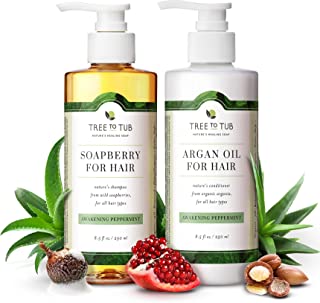 TREE TO TUB
NATURE'S HEALING SOAP
SOAPBERRY
FOR HAIR
nature's shampoo
from wild soapberries,
for all hair types
AWAKENING PEPPERMINT
8.5 fl oz / 250 ml
TREE TO TUB
NATURE'S HEALING SOAP
ARGAN OIL
FOR HAIR
nature's conditioner
from organic argania,
for all hair types
AWAKENING PEPPERMINT
8.5 fl oz / 250 ml